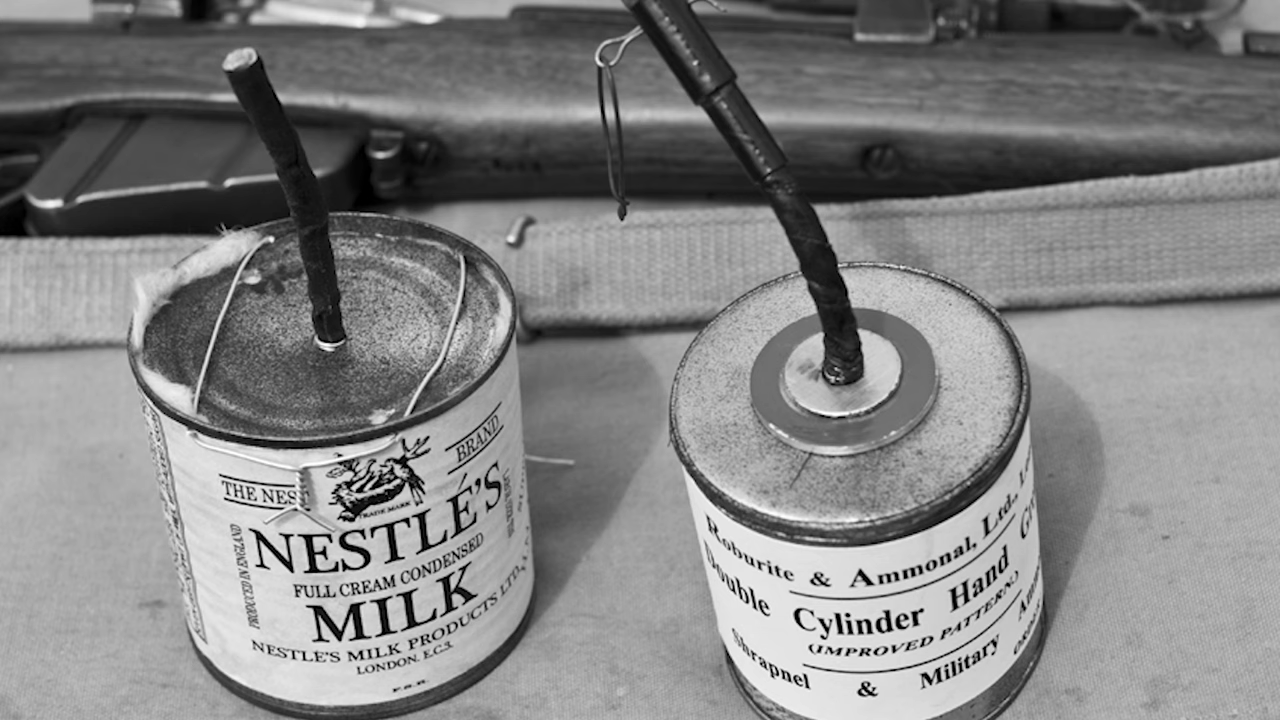 THE NES
BRAND
TRADE MARK
NESTLÉ'S
PRODUCED IN ENGLAND
FULL CREAM CONDENSED
MILK
NESTLE'S MILK PRODUCTS LTD.
LONDON. E.C.3.
Roburite & Ammonal, Ltd.,
Double Cylinder Hand
(IMPROVED PATTERN.)
Shrapnel & Military